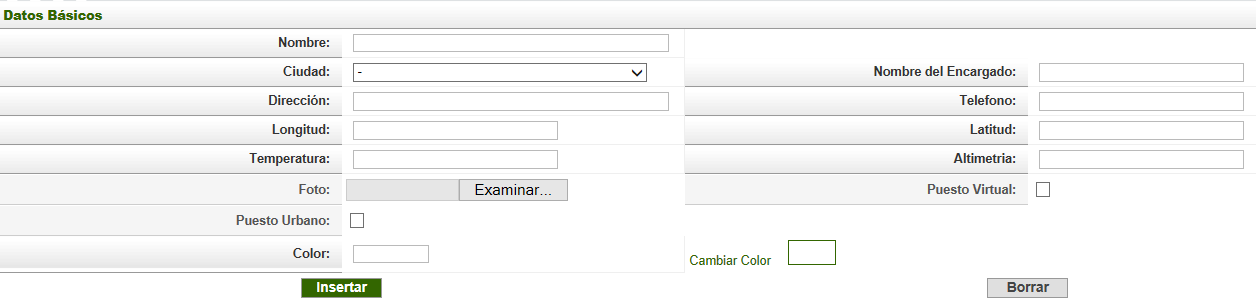 Datos Básicos
Nombre:
Ciudad: - Nombre del Encargado:
Dirección: Telefono:
Longitud: Latitud:
Temperatura: Altimetria:
Foto: Examinar... Puesto Virtual:
Puesto Urbano:
Color: Cambiar Color
Insertar Borrar